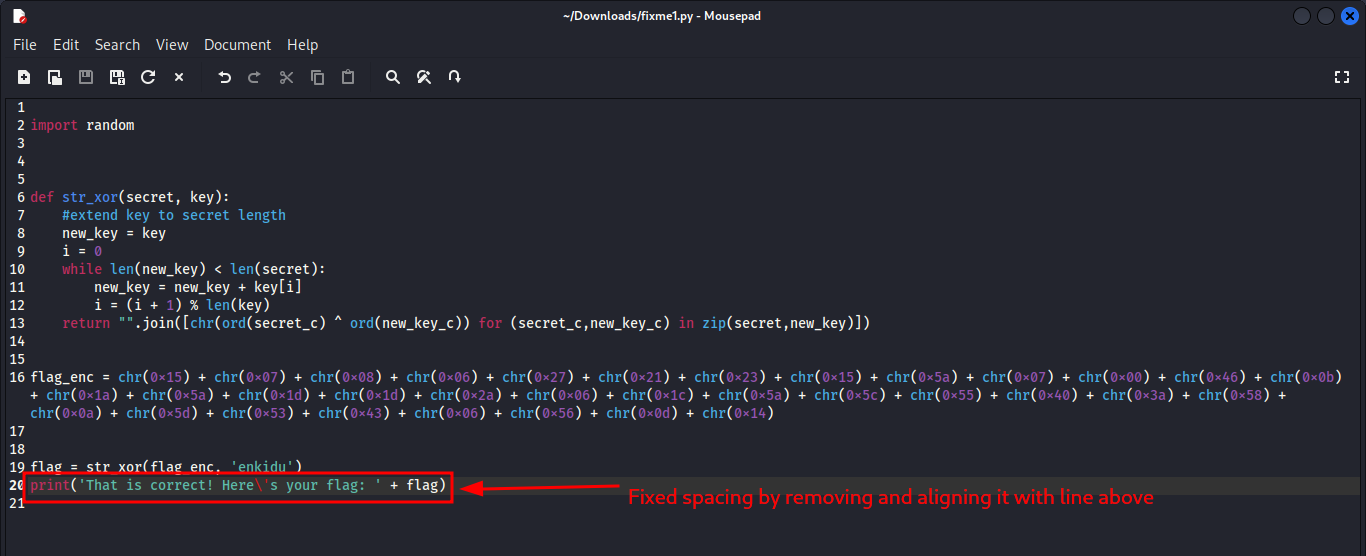 ~/Downloads/fixme1.py - Mousepad
File Edit Search View Document Help
1
2 import random
3
4
5
6 def str_xor(secret, key):
7     #extend key to secret length
8     new_key = key
9     i = 0
10     while len(new_key) < len(secret):
11         new_key = new_key + key[i]
12         i = (i + 1) % len(key)
13     return "".join([chr(ord(secret_c) ^ ord(new_key_c)) for (secret_c,new_key_c) in zip(secret,new_key)])
14
15
16 flag_enc = chr(0×15) + chr(0×07) + chr(0×08) + chr(0×06) + chr(0×27) + chr(0×21) + chr(0×23) + chr(0×15) + chr(0×5a) + chr(0×07) + chr(0×00) + chr(0×46) + chr(0×0b)
+ chr(0×1a) + chr(0×5a) + chr(0×1d) + chr(0×1d) + chr(0×2a) + chr(0×06) + chr(0×1c) + chr(0×5a) + chr(0×5c) + chr(0×55) + chr(0×40) + chr(0×3a) + chr(0×58) +
chr(0×0a) + chr(0×5d) + chr(0×53) + chr(0×43) + chr(0×06) + chr(0×56) + chr(0×0d) + chr(0×14)
17
18
19 flag = str_xor(flag_enc, 'enkidu')
20 print('That is correct! Here\'s your flag: ' + flag)
21
Fixed spacing by removing and aligning it with line above